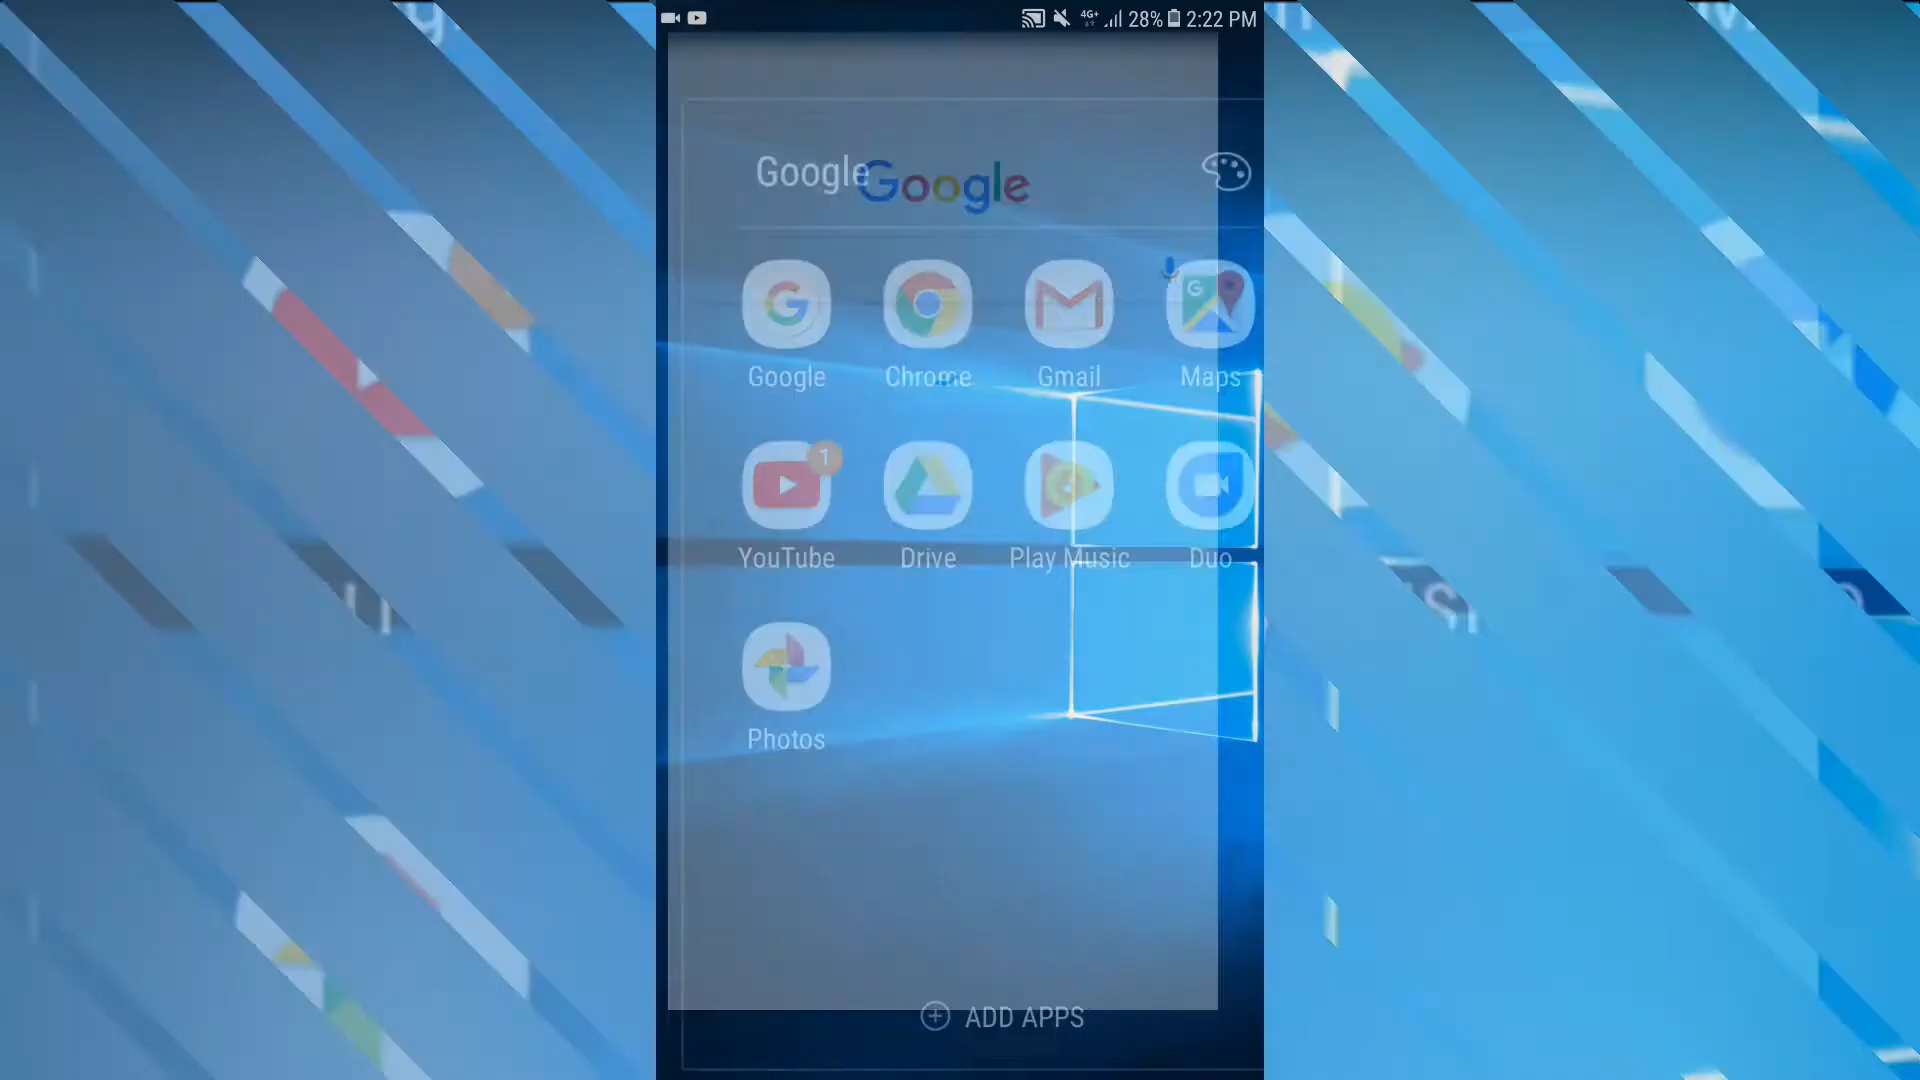 4G+ 28% 2:22 PM
Google
Google
Google Chrome Gmail Maps
1
YouTube Drive Play Music Duo
Photos
ADD APPS